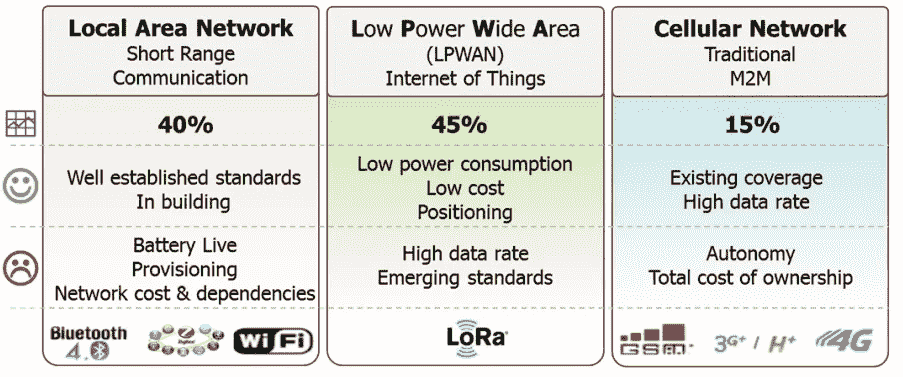 Local Area Network
Short Range
Communication
40%
Well established standards
In building
Battery Live
Provisioning
Network cost & dependencies
Bluetooth
4.0
WiFi
Low Power Wide Area
(LPWAN)
Internet of Things
45%
Low power consumption
Low cost
Positioning
High data rate
Emerging standards
LoRa
Cellular Network
Traditional
M2M
15%
Existing coverage
High data rate
Autonomy
Total cost of ownership
GSM
3G+ / H+
4G